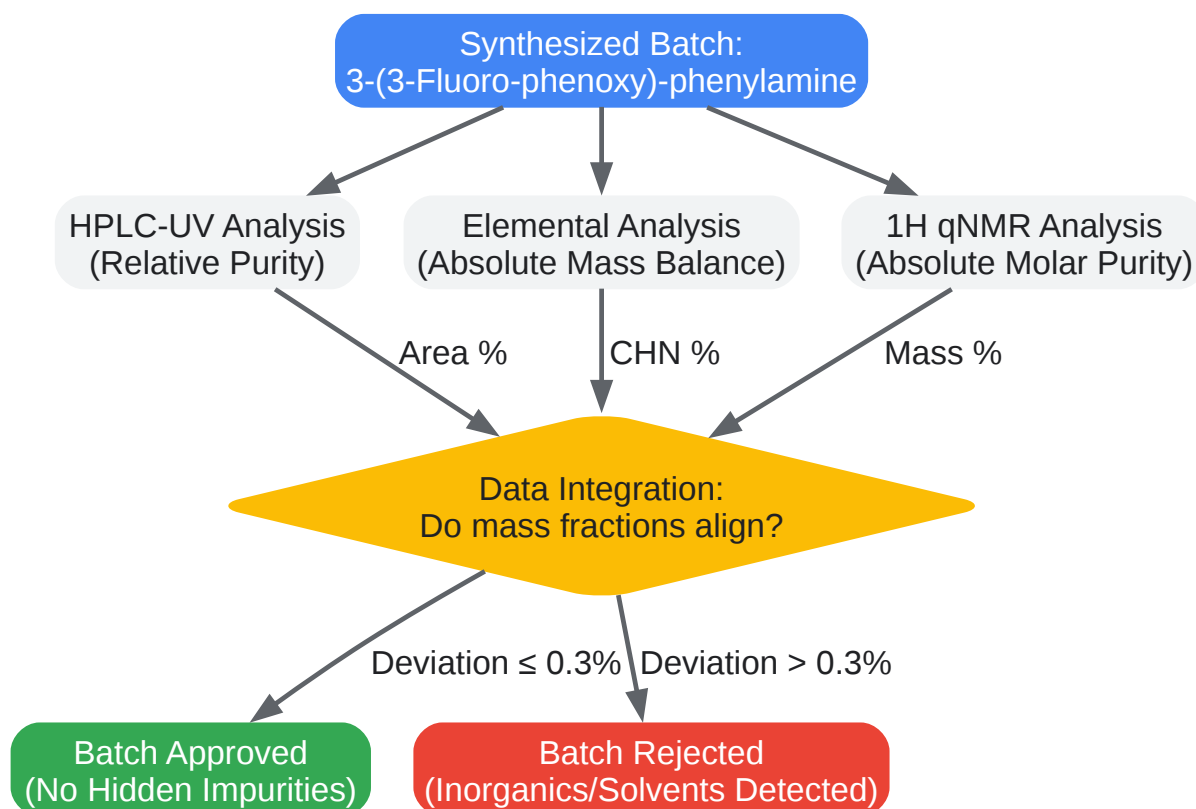 Synthesized Batch:
3-(3-Fluoro-phenoxy)-phenylamine
HPLC-UV Analysis
(Relative Purity)
Elemental Analysis
(Absolute Mass Balance)
1H qNMR Analysis
(Absolute Molar Purity)
Area %
CHN %
Mass %
Data Integration:
Do mass fractions align?
Deviation ≤ 0.3%
Deviation > 0.3%
Batch Approved
(No Hidden Impurities)
Batch Rejected
(Inorganics/Solvents Detected)